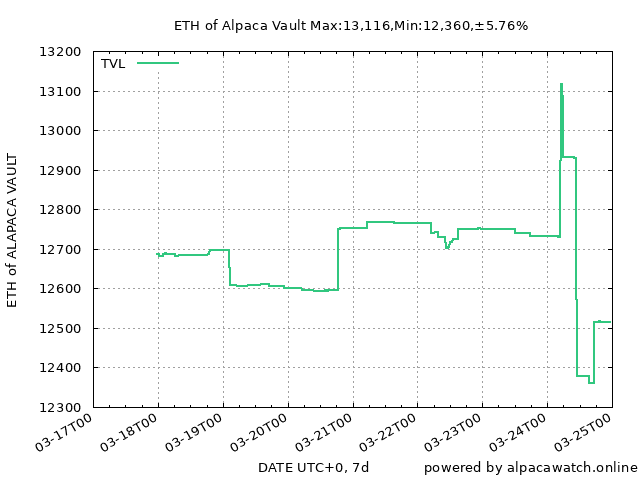 ETH of Alpaca Vault Max:13,116,Min:12,360,±5.76%
TVL
13200
13100
13000
12900
12800
12700
12600
12500
12400
12300
ETH of ALAPACA VAULT
03-17T00
03-18T00
03-19T00
03-20T00
03-21T00
03-22T00
03-23T00
03-24T00
03-25T00
DATE UTC+0, 7d
powered by alpacawatch.online